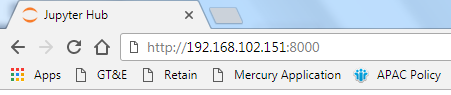 Jupyter Hub
http://192.168.102.151:8000
Apps GT&E Retain Mercury Application APAC Policy